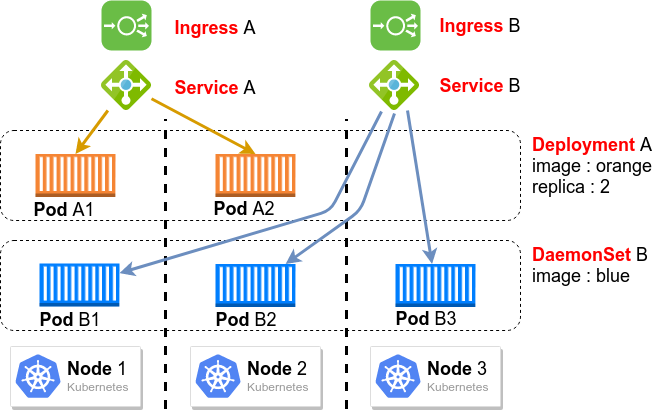 Ingress A
Ingress B
Service A
Service B
Deployment A
image : orange
replica : 2
Pod A1
Pod A2
DaemonSet B
image : blue
Pod B1
Pod B2
Pod B3
Node 1
Kubernetes
Node 2
Kubernetes
Node 3
Kubernetes